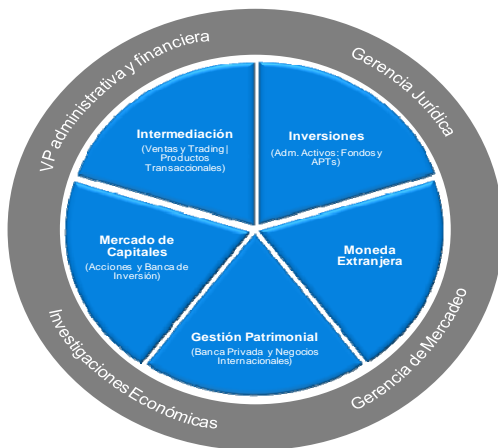 VP administrativa y financiera
Gerencia Jurídica
Intermediación
(Ventas y Trading|
Productos
Transaccionales)
Inversiones
(Adm. Activos: Fondos y
APTs)
Mercado de
Capitales
(Acciones y Banca de
Inversión)
Moneda
Extranjera
Gestión Patrimonial
(Banca Privada y Negocios
Internacionales)
Investigaciones Económicas
Gerencia de Mercadeo